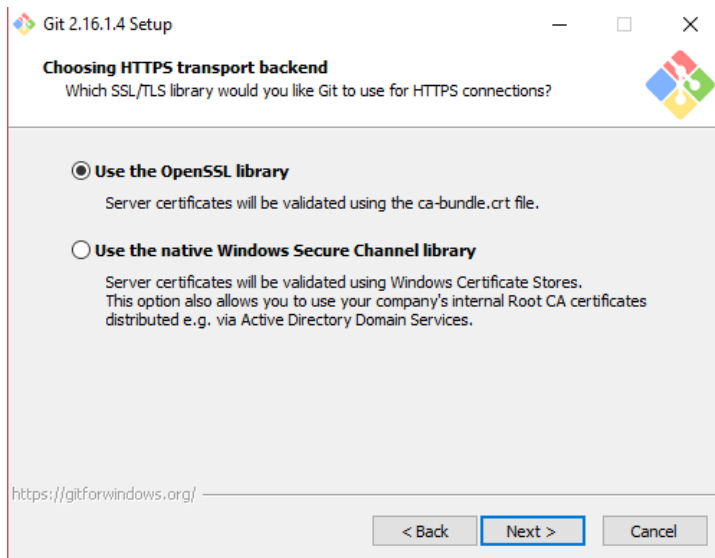 Git 2.16.1.4 Setup
Choosing HTTPS transport backend
Which SSL/TLS library would you like Git to use for HTTPS connections?
Use the OpenSSL library
Server certificates will be validated using the ca-bundle.crt file.
Use the native Windows Secure Channel library
Server certificates will be validated using Windows Certificate Stores.
This option also allows you to use your company's internal Root CA certificates
distributed e.g. via Active Directory Domain Services.
https://gitforwindows.org/
< Back Next > Cancel